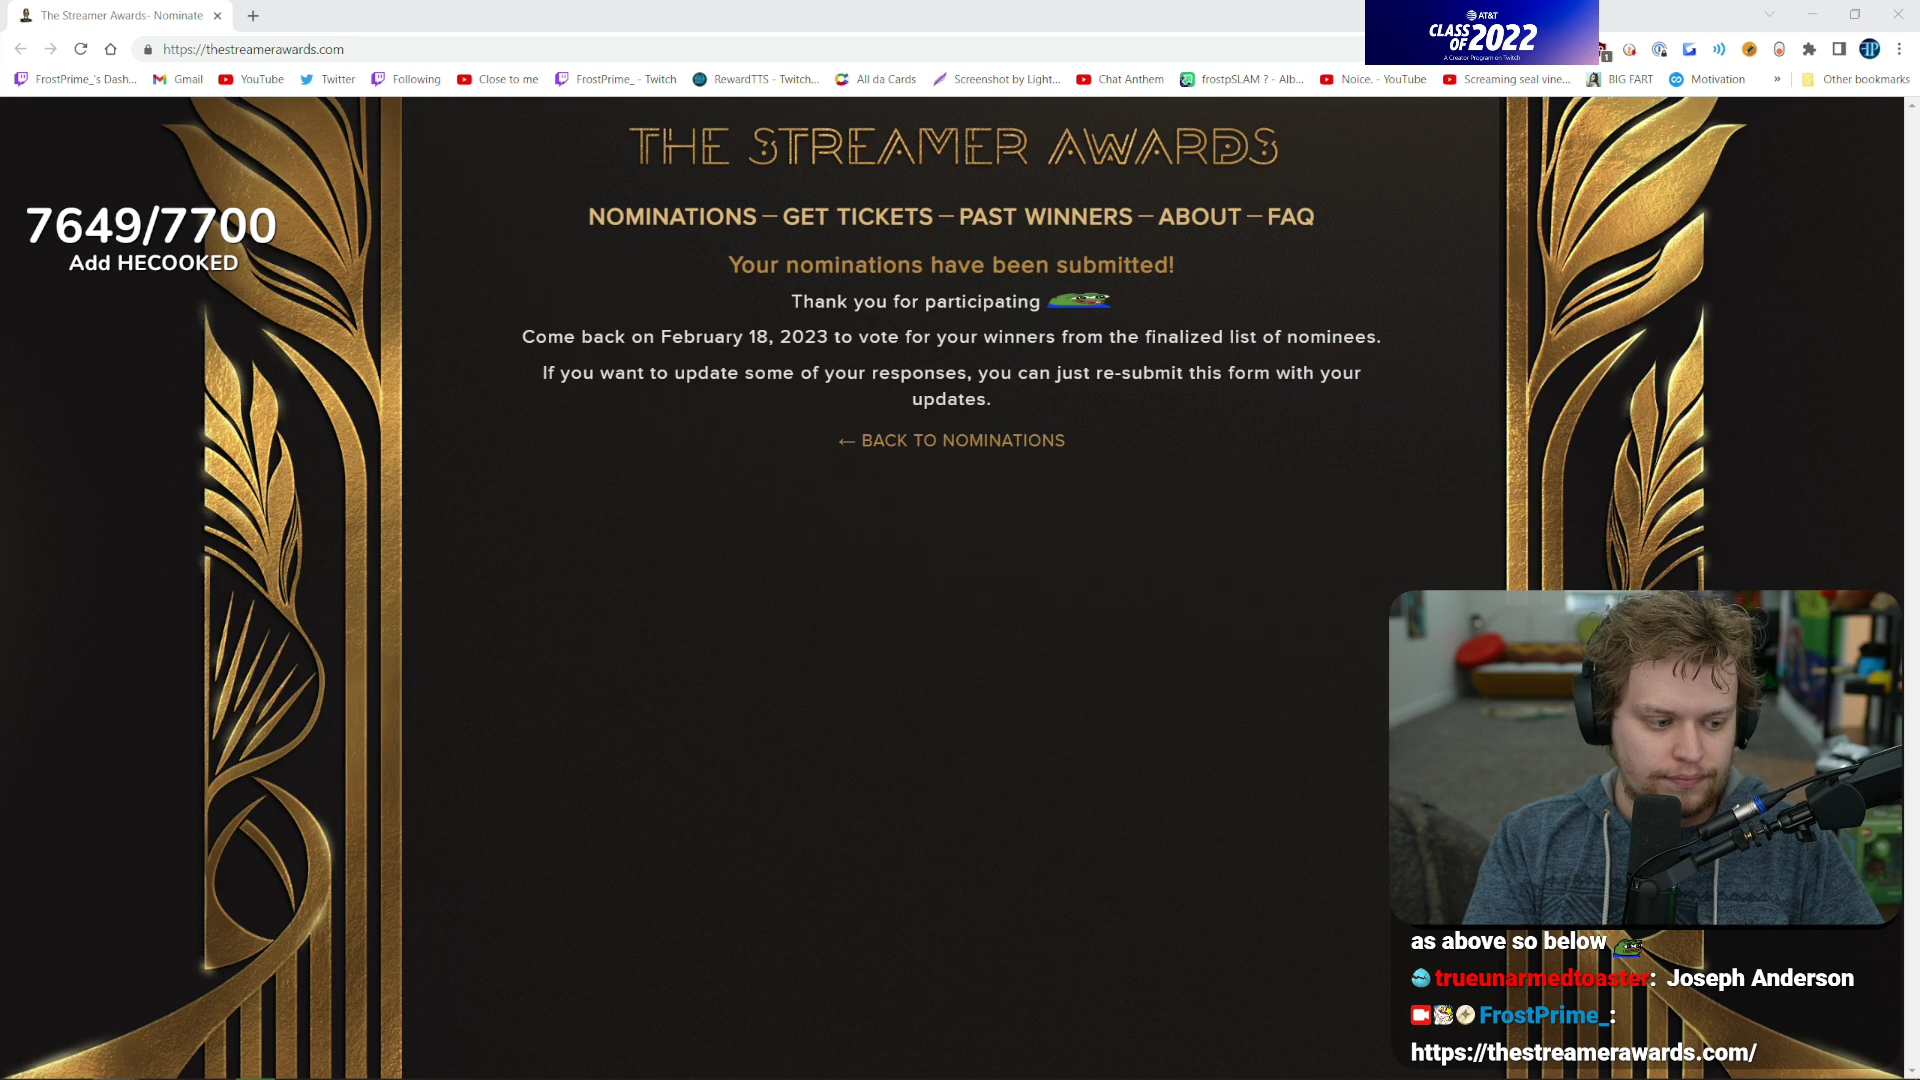 The Streamer Awards- Nominate
https://thestreamerawards.com
AT&T
CLASS
OF 2022
A Creator Program on Twitch
1
FrostPrime_'s Dash...
Gmail
YouTube
Twitter
Following
Close to me
FrostPrime_ - Twitch
RewardTTS - Twitch...
All da Cards
Screenshot by Light...
Chat Anthem
frostpSLAM ? - Alb...
Noice. - YouTube
Screaming seal vine...
BIG FART
Motivation
»
Other bookmarks
THE STREAMER AWARDS
NOMINATIONS – GET TICKETS – PAST WINNERS – ABOUT – FAQ
7649/7700
Add HECOOKED
Your nominations have been submitted!
Thank you for participating
Come back on February 18, 2023 to vote for your winners from the finalized list of nominees.
If you want to update some of your responses, you can just re-submit this form with your
updates.
← BACK TO NOMINATIONS
as above so below
trueunarmedtoaster: Joseph Anderson
FrostPrime_:
https://thestreamerawards.com/